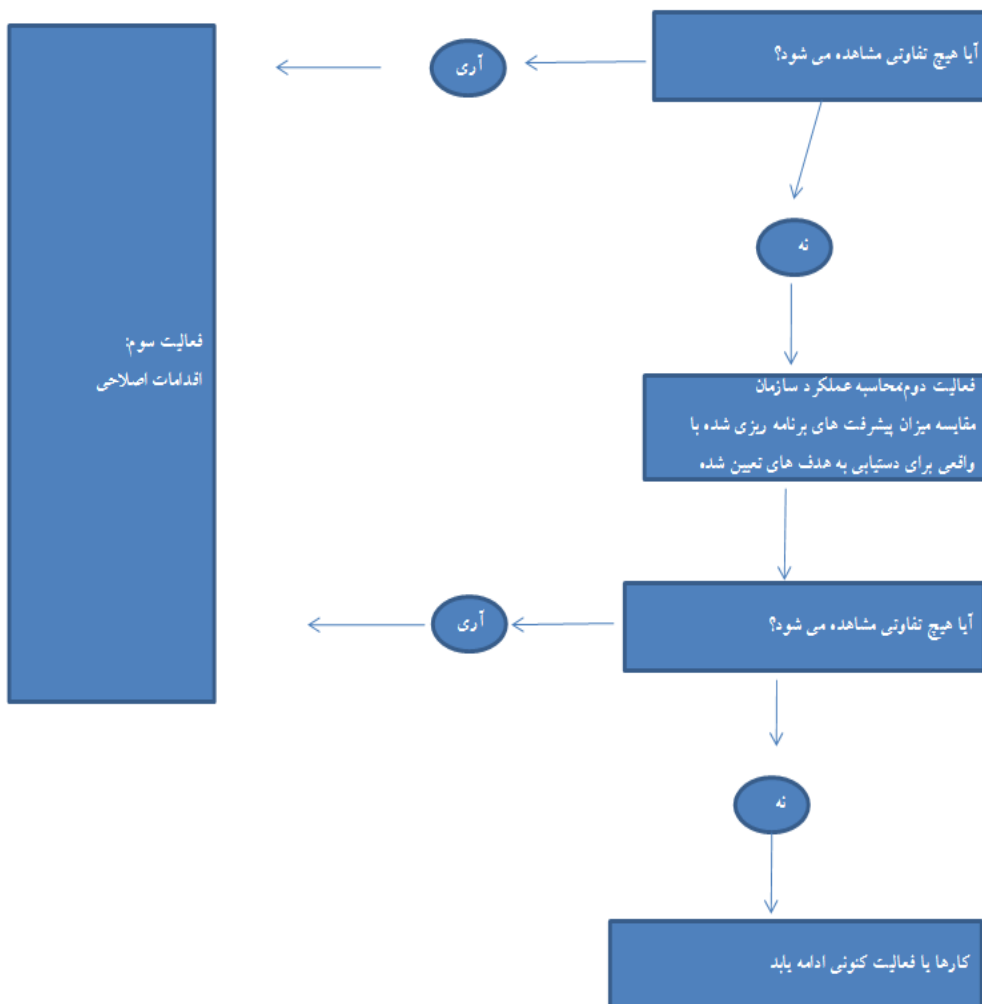 آیا هیچ تفاوتی مشاهده می شود؟
آری
نه
فعالیت سوم:
اقدامات اصلاحی
فعالیت دوم:محاسبه عملکرد سازمان
مقایسه میزان پیشرفت های برنامه ریزی شده با
واقعی برای دستیابی به هدف های تعیین شده
آیا هیچ تفاوتی مشاهده می شود؟
آری
نه
کارها یا فعالیت کنونی ادامه یابد